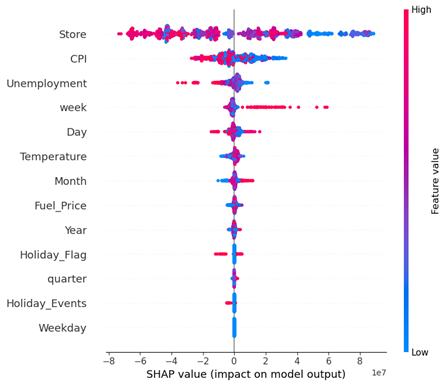 High
Store
CPI
Unemployment
week
Day
Temperature
Month
Fuel_Price
Year
Holiday_Flag
quarter
Holiday_Events
Weekday
Feature value
Low
−8 −6 −4 −2 0 2 4 6 8
1e7
SHAP value (impact on model output)